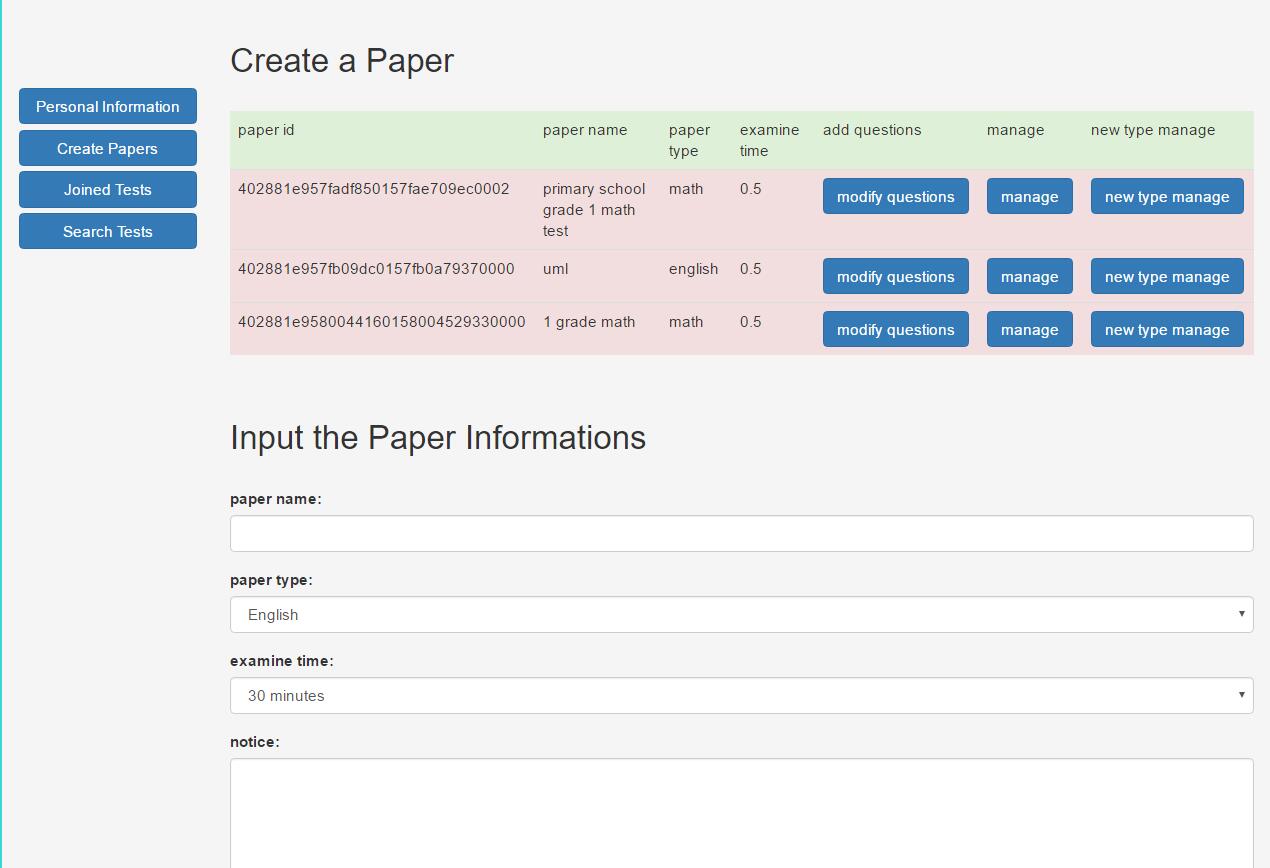 Create a Paper
Personal Information
Create Papers
Joined Tests
Search Tests
paper id paper name paper type examine time add questions manage new type manage
402881e957fadf850157fae709ec0002 primary school grade 1 math test math 0.5 modify questions manage new type manage
402881e957fb09dc0157fb0a79370000 uml english 0.5 modify questions manage new type manage
402881e9580044160158004529330000 1 grade math math 0.5 modify questions manage new type manage
Input the Paper Informations
paper name:
paper type:
English
examine time:
30 minutes
notice: